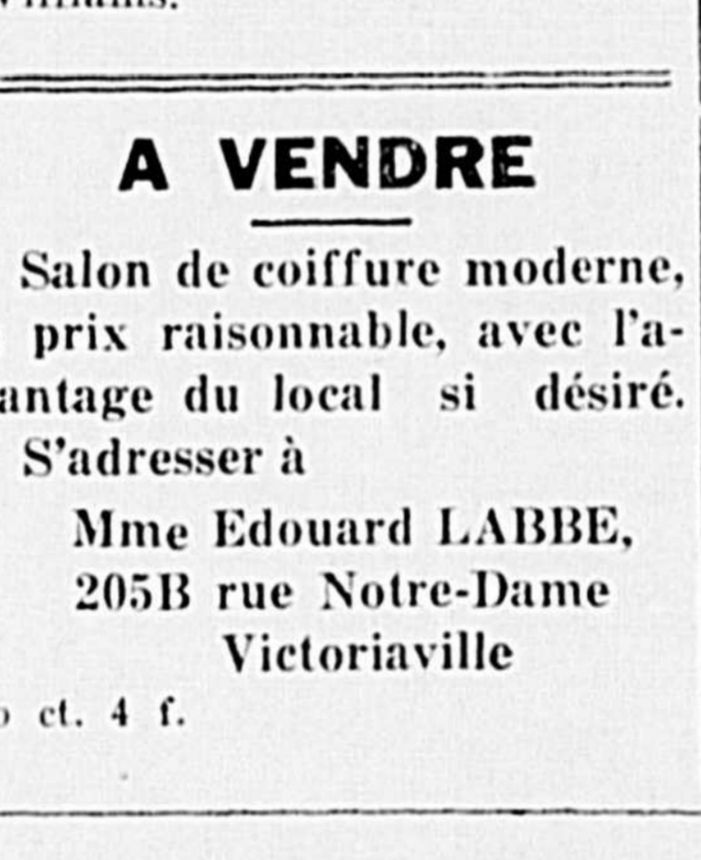 A VENDRE
Salon de coiffure moderne,
prix raisonnable, avec l'a-
antage du local si désiré.
S'adresser à
Mme Edouard LABBE,
205B rue Notre-Dame
Victoriaville
ct. 4 f.